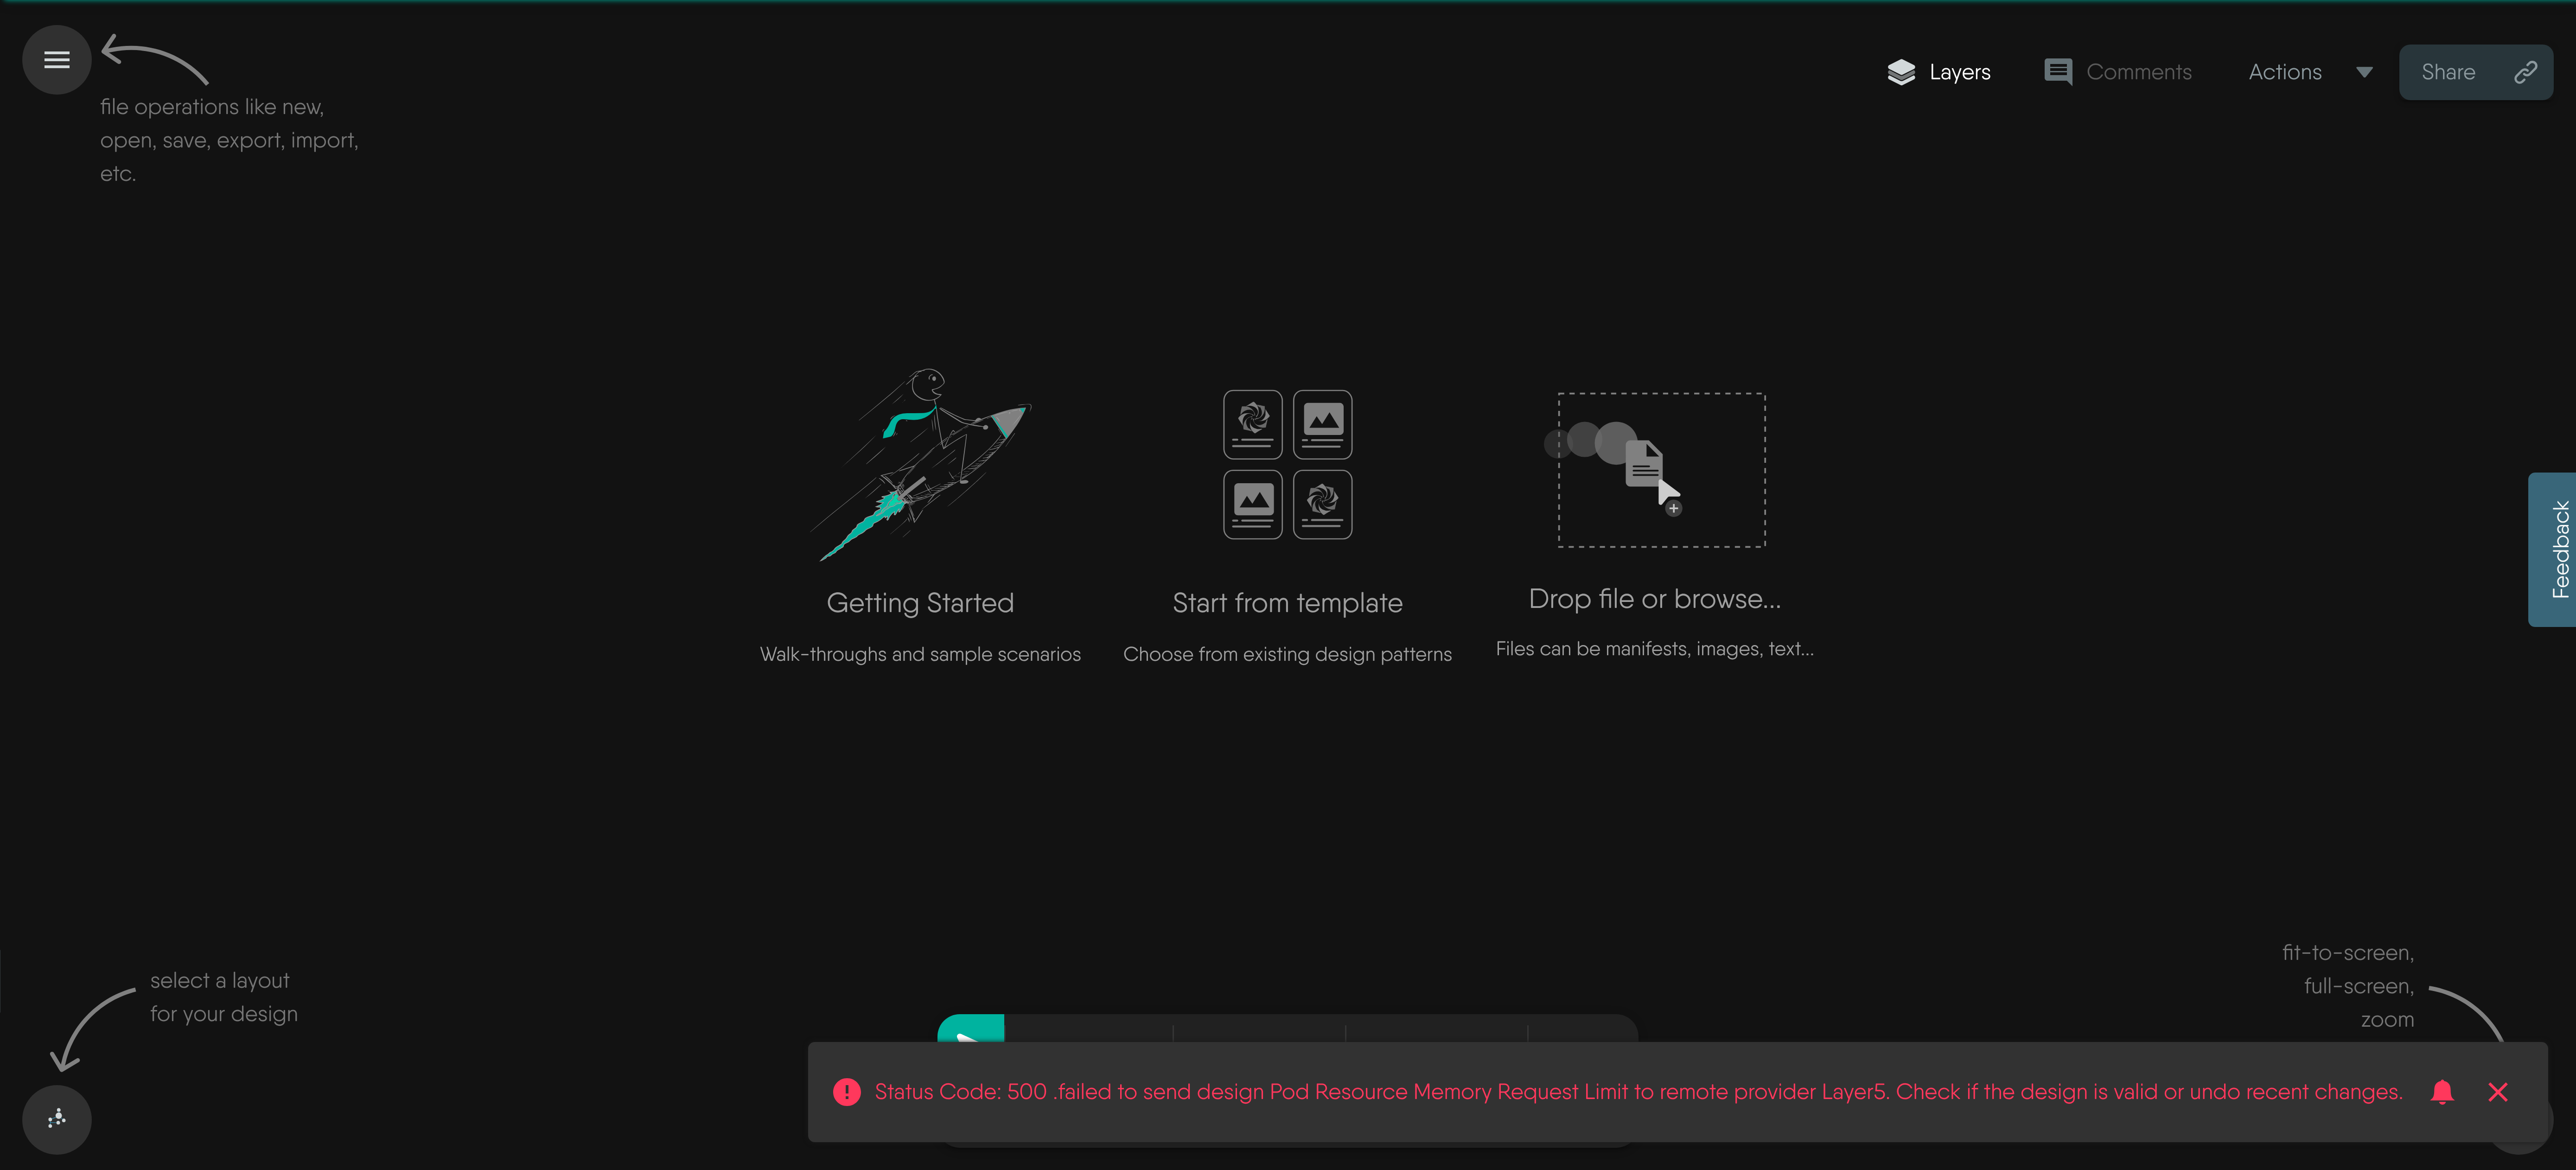 file operations like new,
open, save, export, import,
etc.
Layers
Comments
Actions
Share
Getting Started
Walk-throughs and sample scenarios
Start from template
Choose from existing design patterns
Drop file or browse...
Files can be manifests, images, text...
Feedback
select a layout
for your design
fit-to-screen,
full-screen,
zoom
Status Code: 500 .failed to send design Pod Resource Memory Request Limit to remote provider Layer5. Check if the design is valid or undo recent changes.